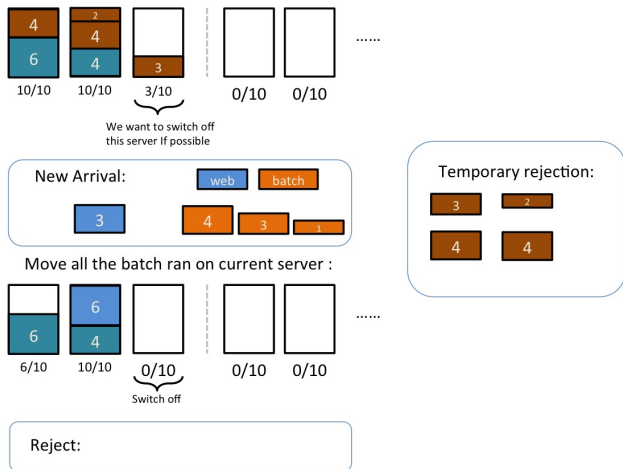 4
6
2
4
4
3
10/10 10/10 3/10 0/10 0/10
......
We want to switch off
this server If possible
New Arrival:
web batch
3 4 3 1
Temporary rejection:
3 2
4 4
Move all the batch ran on current server :
6
6
4
......
6/10 10/10 0/10 0/10 0/10
Switch off
Reject: